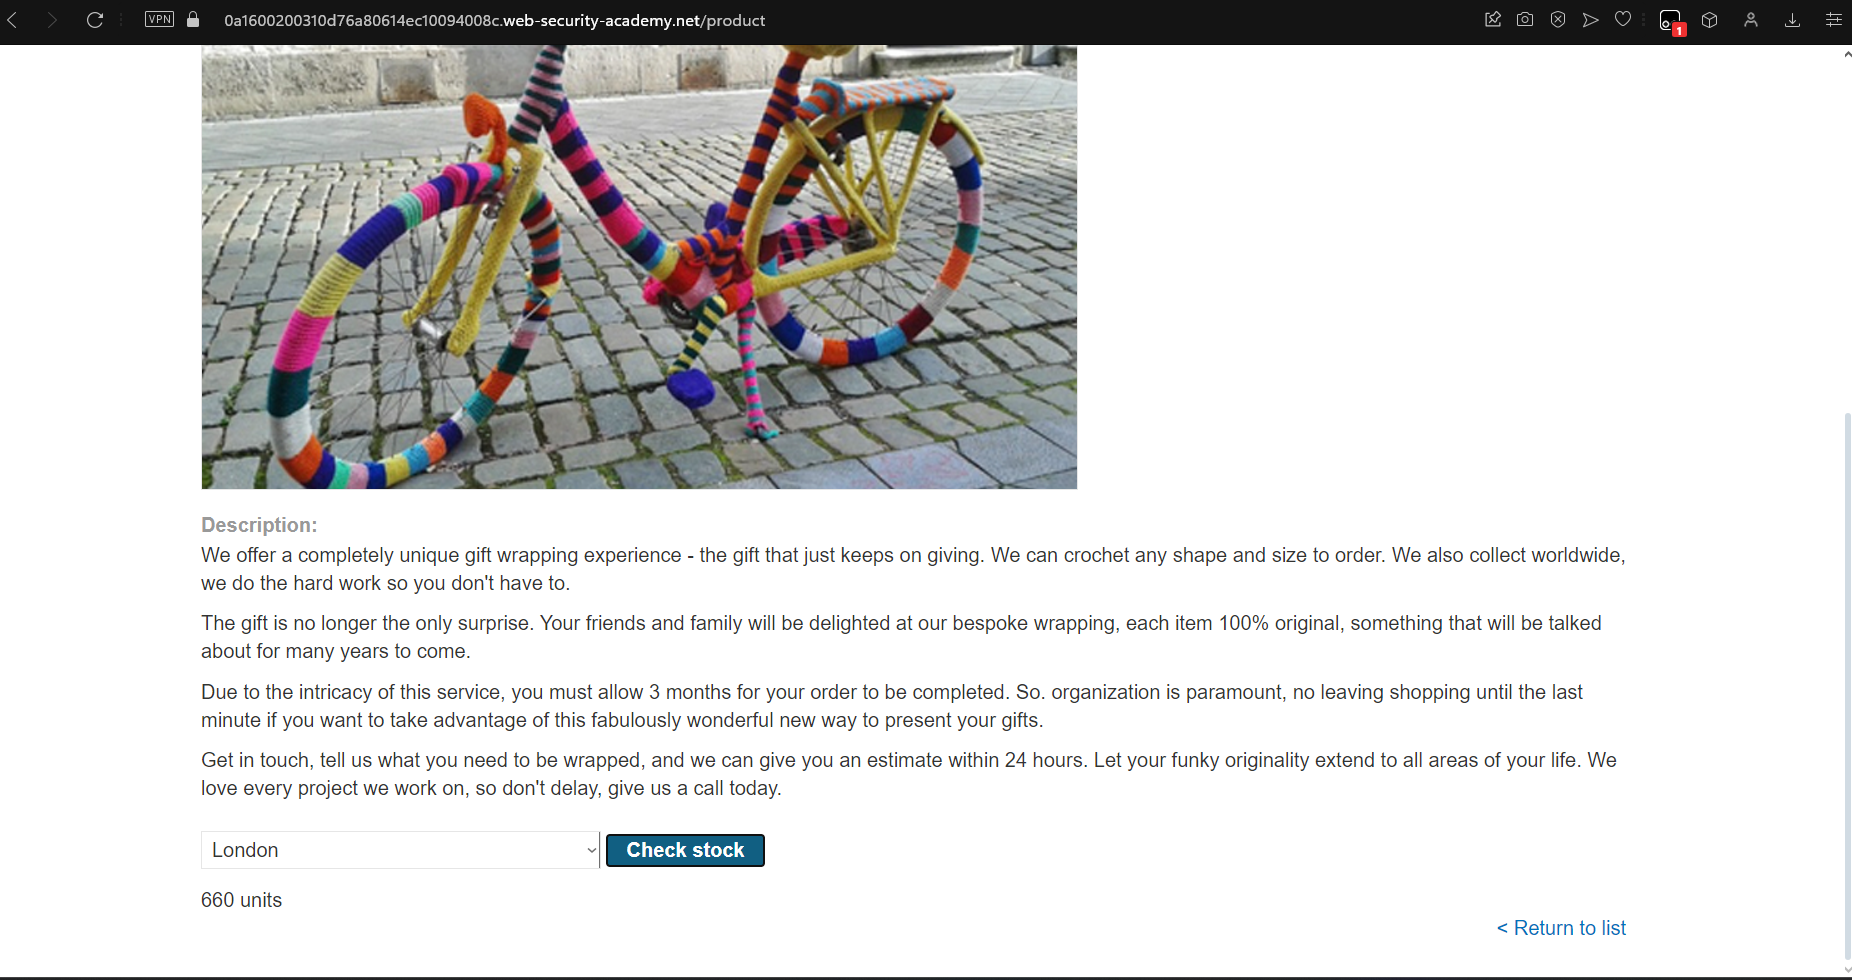 VPN
0a1600200310d76a80614ec10094008c.web-security-academy.net/product
1
Description:
We offer a completely unique gift wrapping experience - the gift that just keeps on giving. We can crochet any shape and size to order. We also collect worldwide,
we do the hard work so you don't have to.
The gift is no longer the only surprise. Your friends and family will be delighted at our bespoke wrapping, each item 100% original, something that will be talked
about for many years to come.
Due to the intricacy of this service, you must allow 3 months for your order to be completed. So. organization is paramount, no leaving shopping until the last
minute if you want to take advantage of this fabulously wonderful new way to present your gifts.
Get in touch, tell us what you need to be wrapped, and we can give you an estimate within 24 hours. Let your funky originality extend to all areas of your life. We
love every project we work on, so don't delay, give us a call today.
London
Check stock
660 units
< Return to list